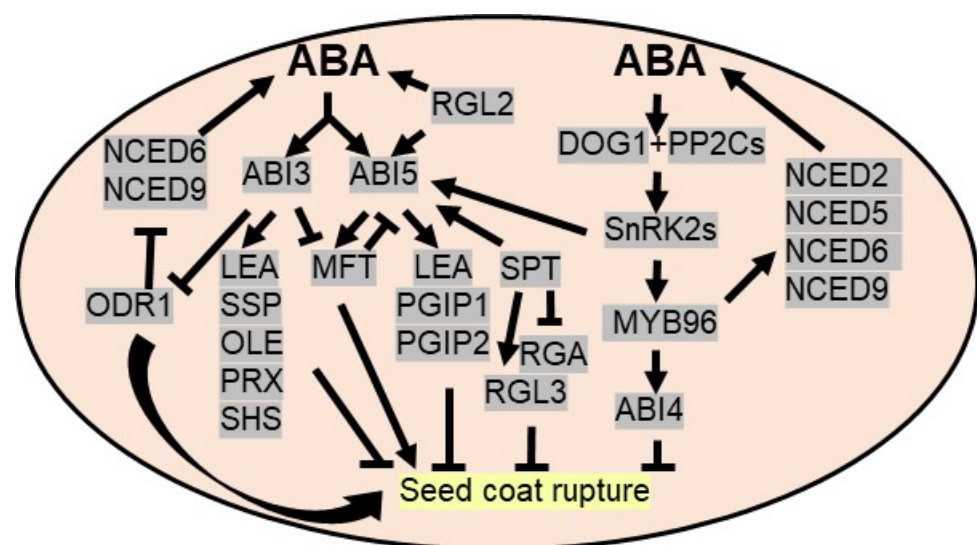 ABA
ABA
RGL2
NCED6
NCED9
ABI3
ABI5
DOG1+PP2Cs
NCED2
NCED5
NCED6
NCED9
SnRK2s
ODR1
LEA
SSP
OLE
PRX
SHS
MFT
LEA
PGIP1
PGIP2
SPT
RGA
RGL3
MYB96
ABI4
Seed coat rupture